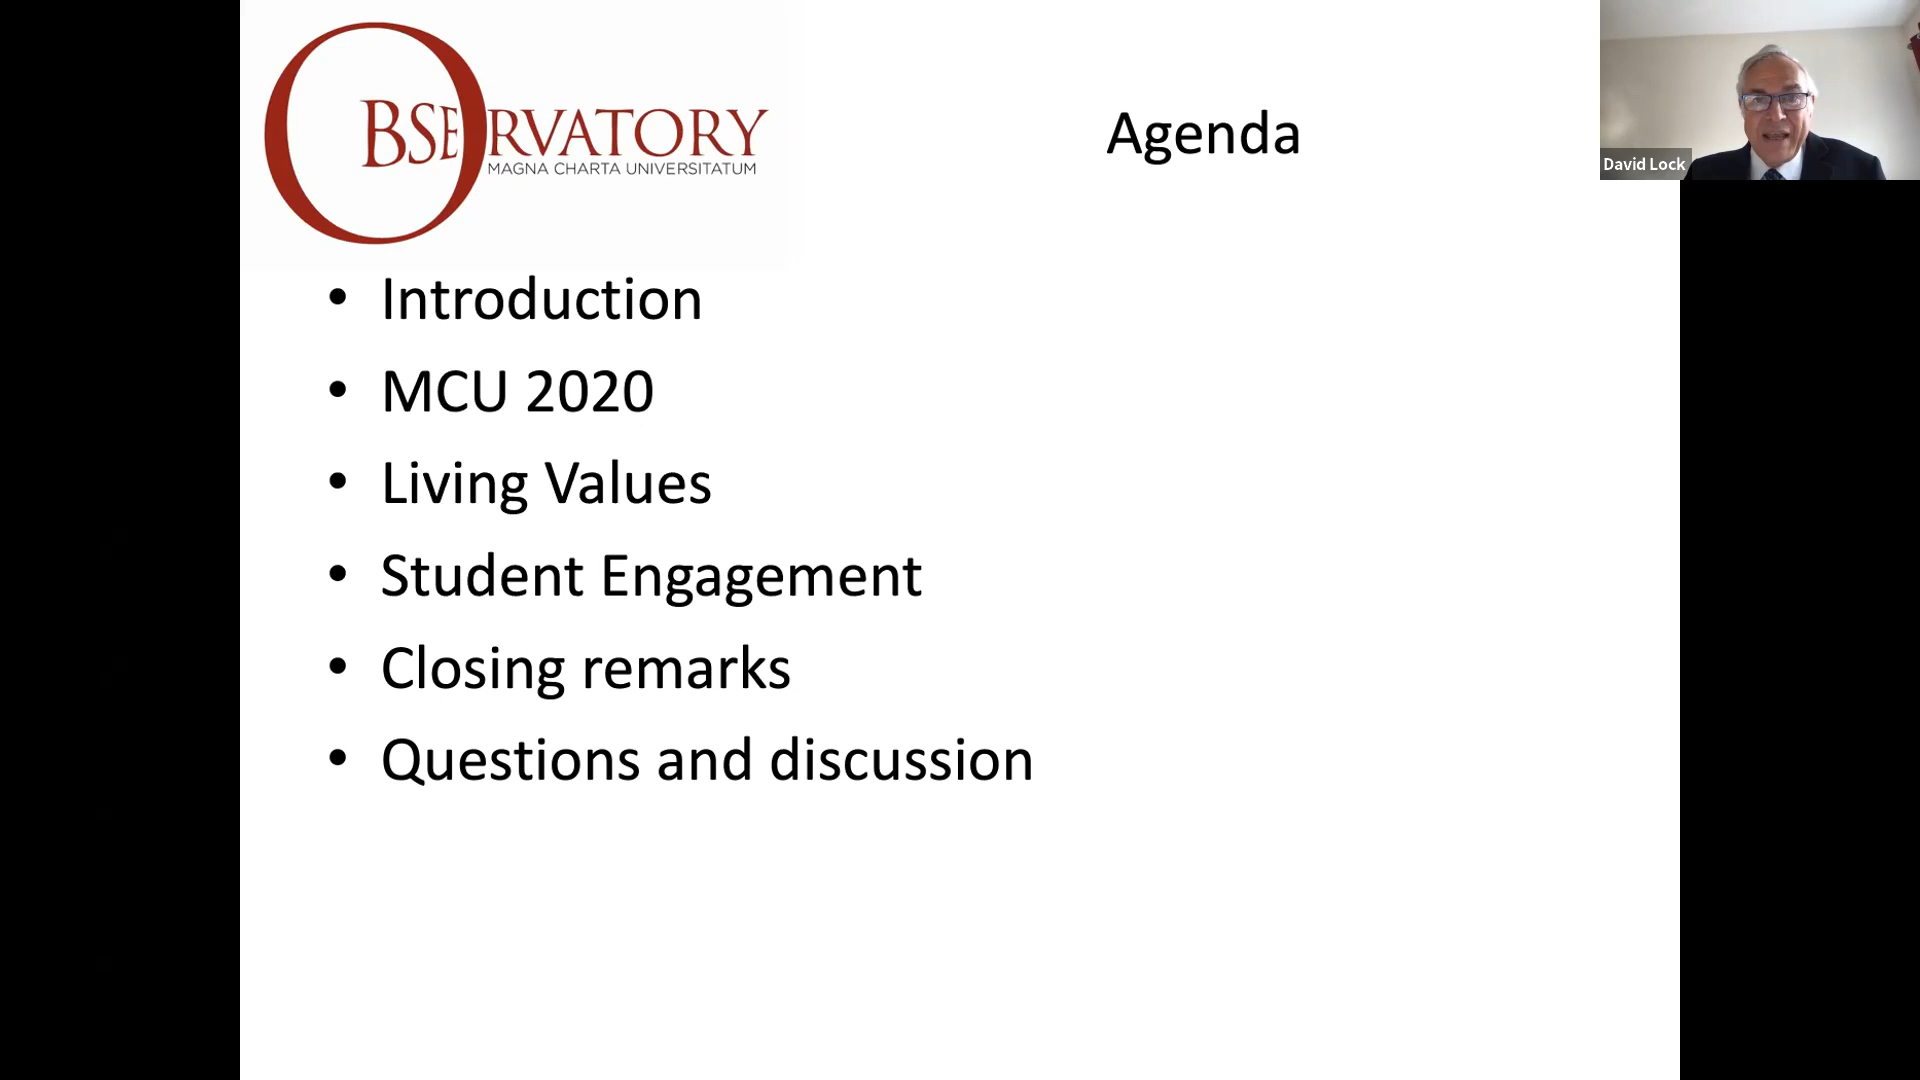 OBSERVATORY
MAGNA CHARTA UNIVERSITATUM
Agenda
David Lock
• Introduction
• MCU 2020
• Living Values
• Student Engagement
• Closing remarks
• Questions and discussion